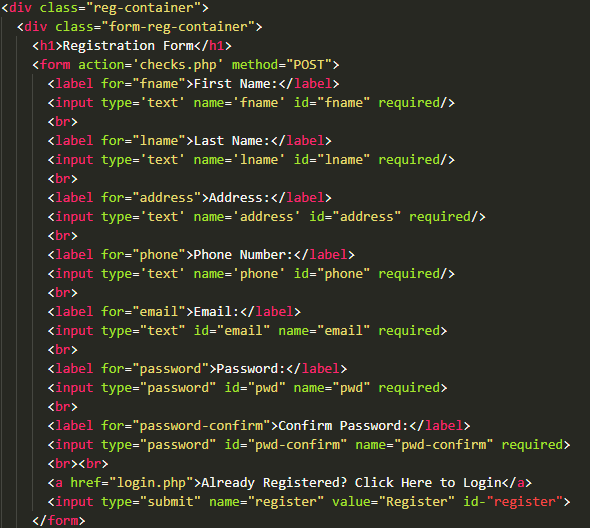 <div class="reg-container">
<div class="form-reg-container">
<h1>Registration Form</h1>
<form action='checks.php' method="POST">
<label for="fname">First Name:</label>
<input type='text' name='fname' id="fname" required/>
<br>
<label for="lname">Last Name:</label>
<input type='text' name='lname' id="lname" required/>
<br>
<label for="address">Address:</label>
<input type='text' name='address' id="address" required/>
<br>
<label for="phone">Phone Number:</label>
<input type='text' name='phone' id="phone" required/>
<br>
<label for="email">Email:</label>
<input type="text" id="email" name="email" required>
<br>
<label for="password">Password:</label>
<input type="password" id="pwd" name="pwd" required>
<br>
<label for="password-confirm">Confirm Password:</label>
<input type="password" id="pwd-confirm" name="pwd-confirm" required>
<br><br>
<a href="login.php">Already Registered? Click Here to Login</a>
<input type="submit" name="register" value="Register" id-"register">
</form>